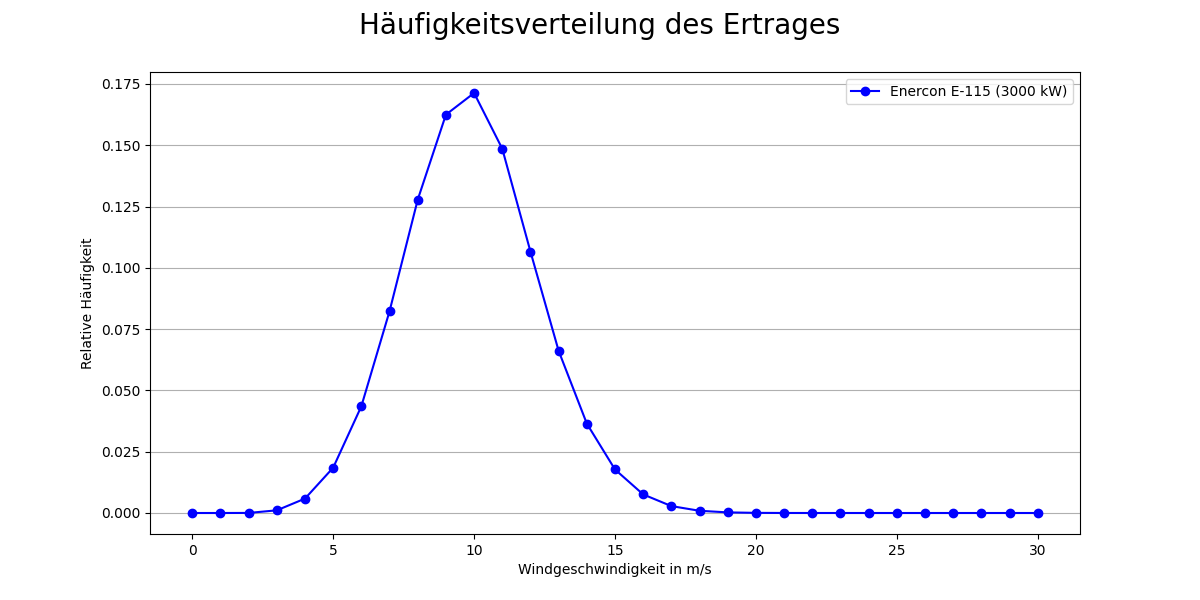 Häufigkeitsverteilung des Ertrages
Enercon E-115 (3000 kW)
Relative Häufigkeit
0.175
0.150
0.125
0.100
0.075
0.050
0.025
0.000
0 5 10 15 20 25 30
Windgeschwindigkeit in m/s